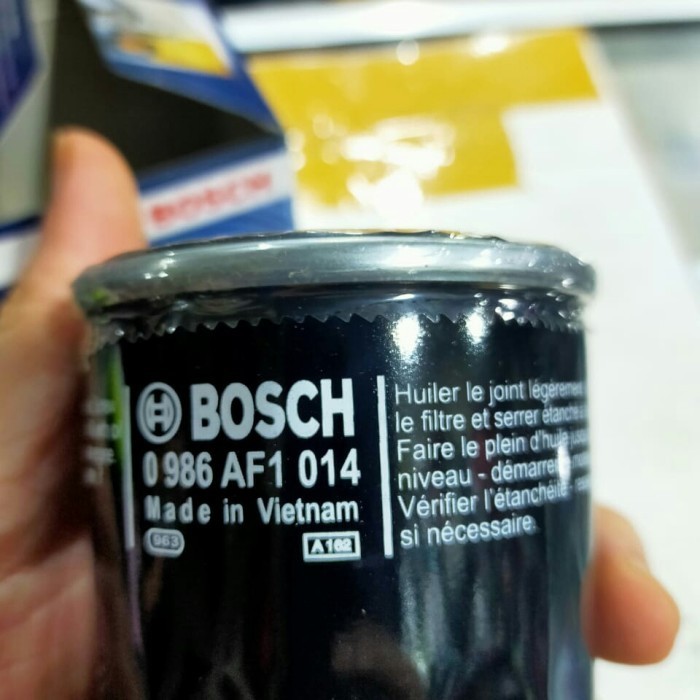 BOSCH
BOSCH
0 986 AF1 014
Made in Vietnam
963
A162
Huiler le joint légèrement
le filtre et serrer étanche à
Faire le plein d'huile
niveau - démarrer
Vérifier l'étanchéité -
si nécessaire.